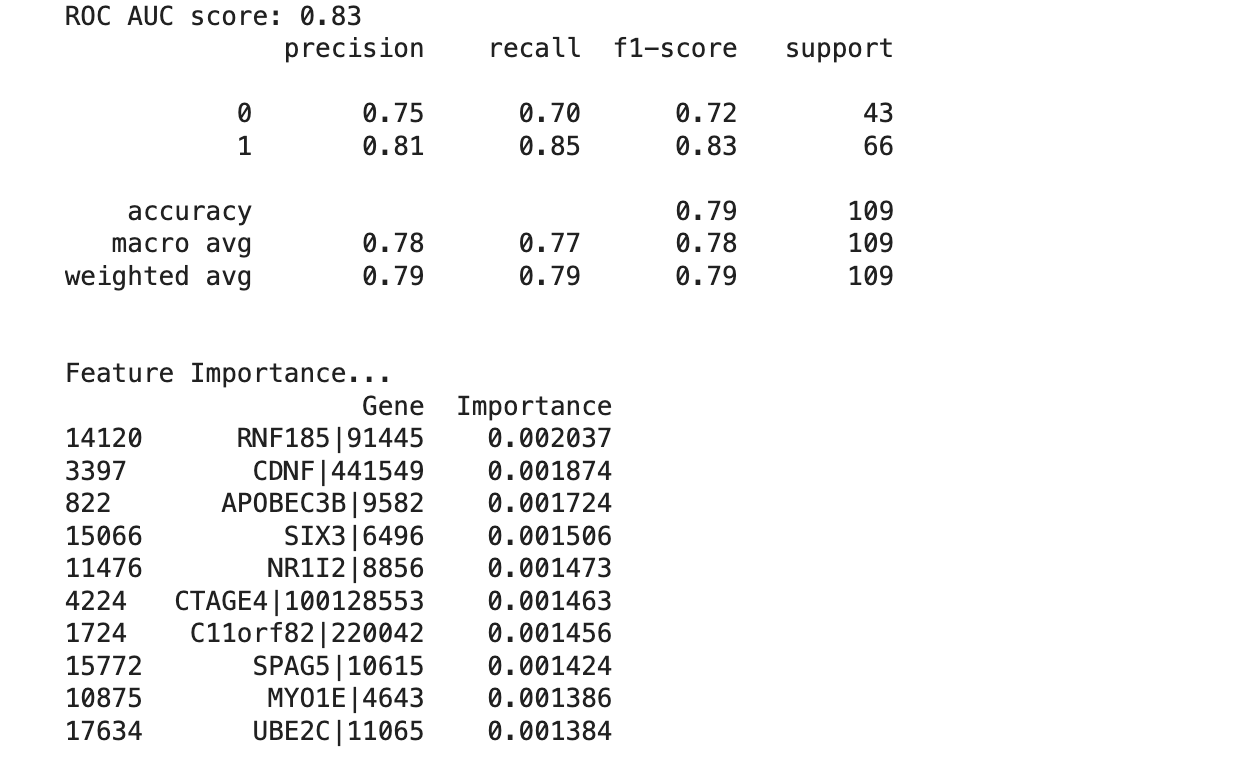 ROC AUC score: 0.83
precision recall f1-score support
0 0.75 0.70 0.72 43
1 0.81 0.85 0.83 66
accuracy 0.79 109
macro avg 0.78 0.77 0.78 109
weighted avg 0.79 0.79 0.79 109
Feature Importance...
Gene Importance
14120 RNF185|91445 0.002037
3397 CDNF|441549 0.001874
822 APOBEC3B|9582 0.001724
15066 SIX3|6496 0.001506
11476 NR1I2|8856 0.001473
4224 CTAGE4|100128553 0.001463
1724 C11orf82|220042 0.001456
15772 SPAG5|10615 0.001424
10875 MYO1E|4643 0.001386
17634 UBE2C|11065 0.001384